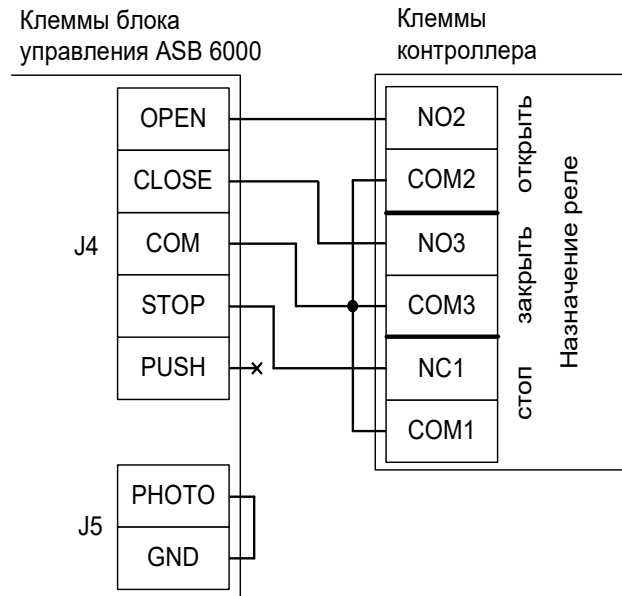 Клеммы блока
управления ASB 6000
Клеммы
контроллера
J4
OPEN
CLOSE
COM
STOP
PUSH
J5
PHOTO
GND
NO2
COM2
NO3
COM3
NC1
COM1
открыть
закрыть
стоп
Назначение реле